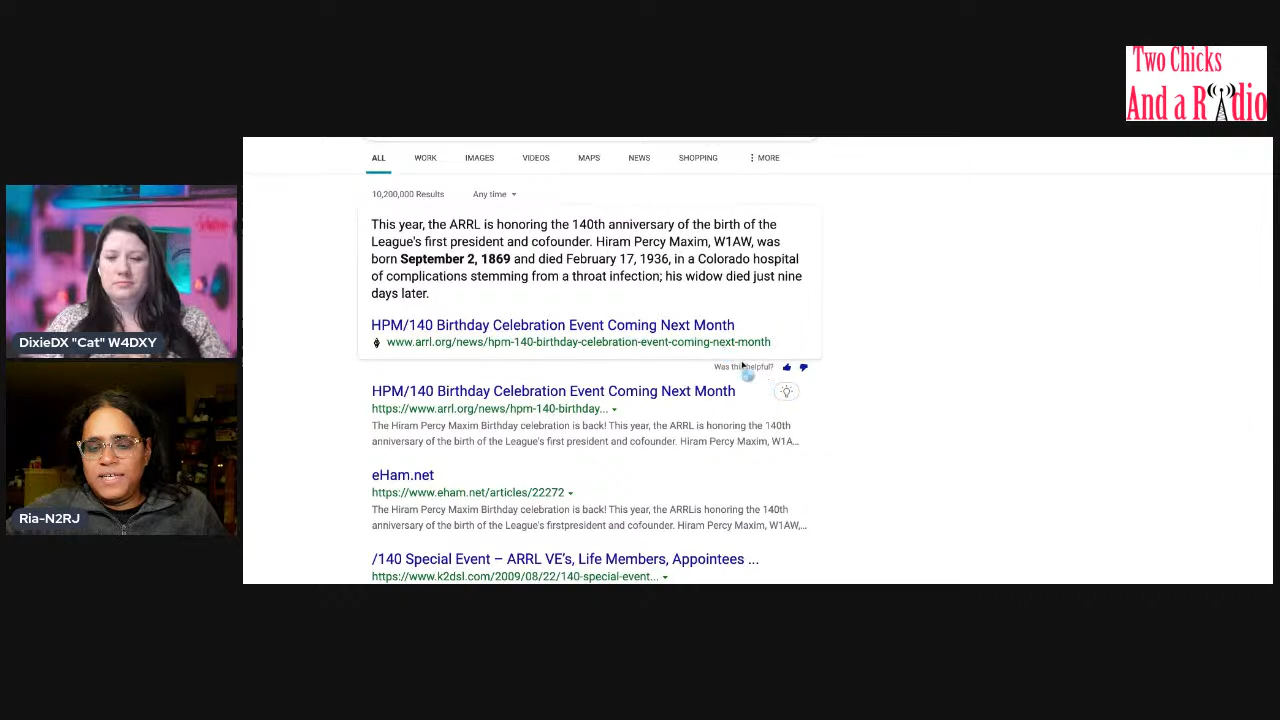 Two Chicks
And a Radio
ALL WORK IMAGES VIDEOS MAPS NEWS SHOPPING MORE
10,200,000 Results Any time
This year, the ARRL is honoring the 140th anniversary of the birth of the
League's first president and cofounder. Hiram Percy Maxim, W1AW, was
born September 2, 1869 and died February 17, 1936, in a Colorado hospital
of complications stemming from a throat infection; his widow died just nine
days later.
HPM/140 Birthday Celebration Event Coming Next Month
www.arrl.org/news/hpm-140-birthday-celebration-event-coming-next-month
Was this helpful?
HPM/140 Birthday Celebration Event Coming Next Month
https://www.arrl.org/news/hpm-140-birthday...
The Hiram Percy Maxim Birthday celebration is back! This year, the ARRL is honoring the 140th
anniversary of the birth of the League's first president and cofounder. Hiram Percy Maxim, W1A...
eHam.net
https://www.eham.net/articles/22272
The Hiram Percy Maxim Birthday celebration is back! This year, the ARRLis honoring the 140th
anniversary of the birth of the League's firstpresident and cofounder. Hiram Percy Maxim, W1AW,...
/140 Special Event – ARRL VE's, Life Members, Appointees ...
https://www.k2dsl.com/2009/08/22/140-special-event...
DixieDX "Cat" W4DXY
Ria-N2RJ